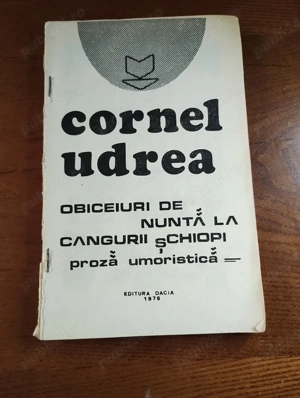 cornel
udrea
OBICEIURI DE
NUNTĂ LA
CANGURII ȘCHIOPI
proză umoristică
EDITURA DACIA
1978